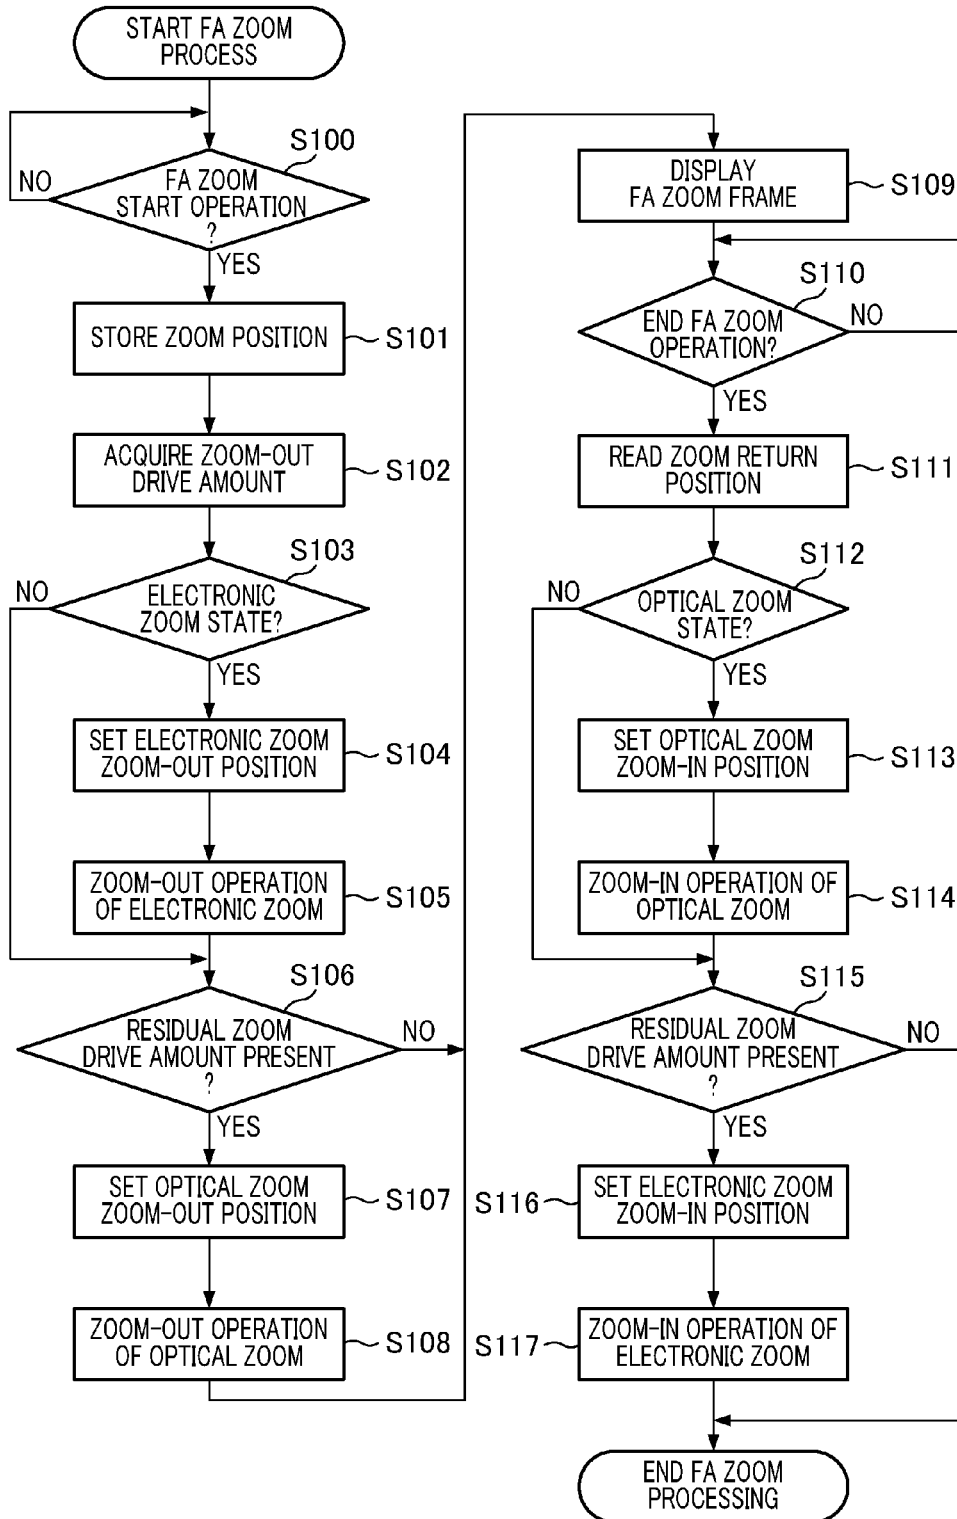 START FA ZOOM
PROCESS
S100
NO
FA ZOOM
START OPERATION
?
YES
STORE ZOOM POSITION
S101
ACQUIRE ZOOM-OUT
DRIVE AMOUNT
S102
S103
NO
ELECTRONIC
ZOOM STATE?
YES
SET ELECTRONIC ZOOM
ZOOM-OUT POSITION
S104
ZOOM-OUT OPERATION
OF ELECTRONIC ZOOM
S105
S106
RESIDUAL ZOOM
DRIVE AMOUNT PRESENT
?
NO
YES
SET OPTICAL ZOOM
ZOOM-OUT POSITION
S107
ZOOM-OUT OPERATION
OF OPTICAL ZOOM
S108
DISPLAY
FA ZOOM FRAME
S109
S110
END FA ZOOM
OPERATION?
NO
YES
READ ZOOM RETURN
POSITION
S111
S112
NO
OPTICAL ZOOM
STATE?
YES
SET OPTICAL ZOOM
ZOOM-IN POSITION
S113
ZOOM-IN OPERATION OF
OPTICAL ZOOM
S114
S115
RESIDUAL ZOOM
DRIVE AMOUNT PRESENT
?
NO
YES
S116
SET ELECTRONIC ZOOM
ZOOM-IN POSITION
S117
ZOOM-IN OPERATION OF
ELECTRONIC ZOOM
END FA ZOOM
PROCESSING